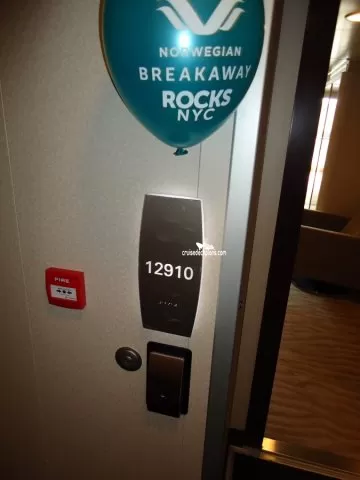 NORWEGIAN
BREAKAWAY
ROCKS
NYC
cruisedeckplans.com
12910
FIRE